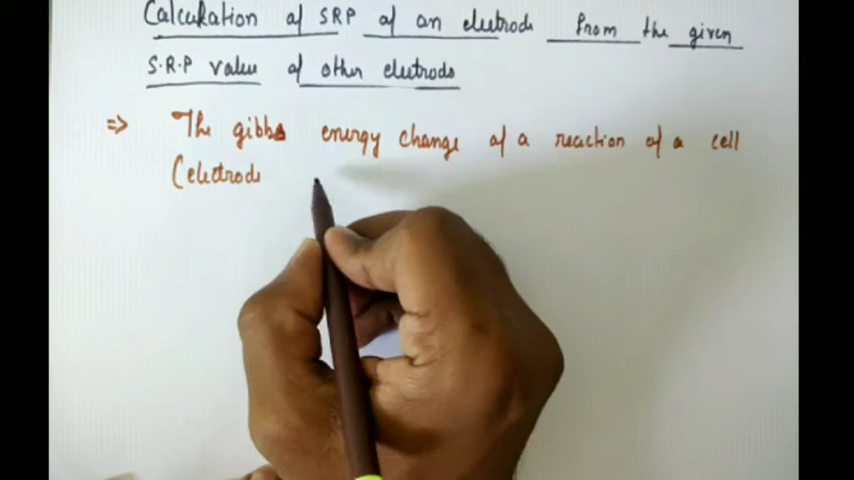 Calculation of SRP of an electrode from the given
S.R.P value of other electrode
⇒ The gibbs energy change of a reaction of a cell
(electrode